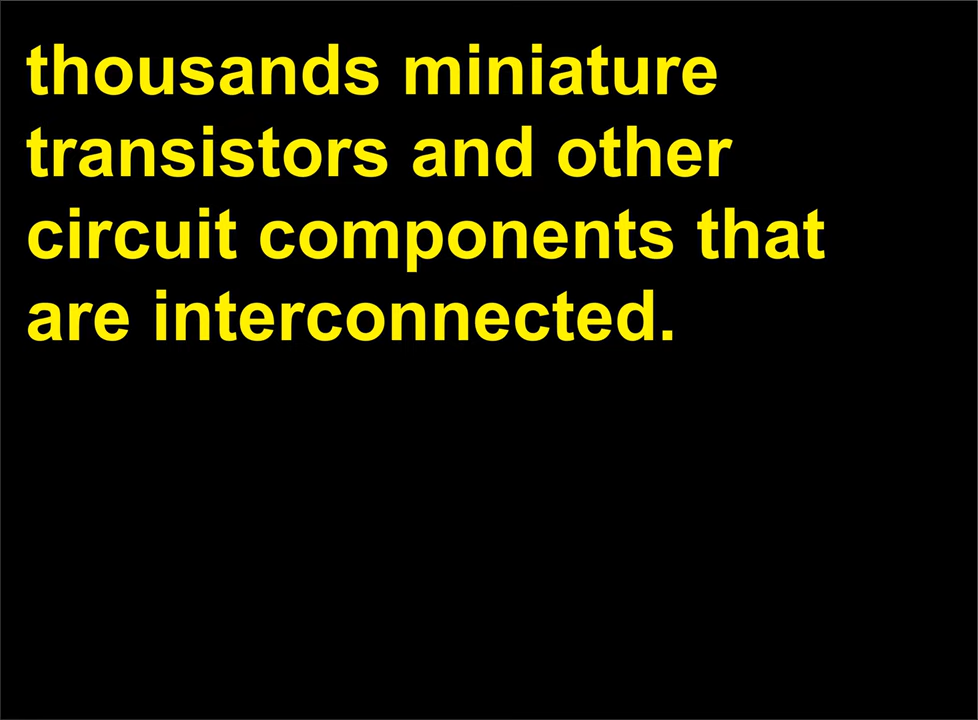 thousands miniature
transistors and other
circuit components that
are interconnected.